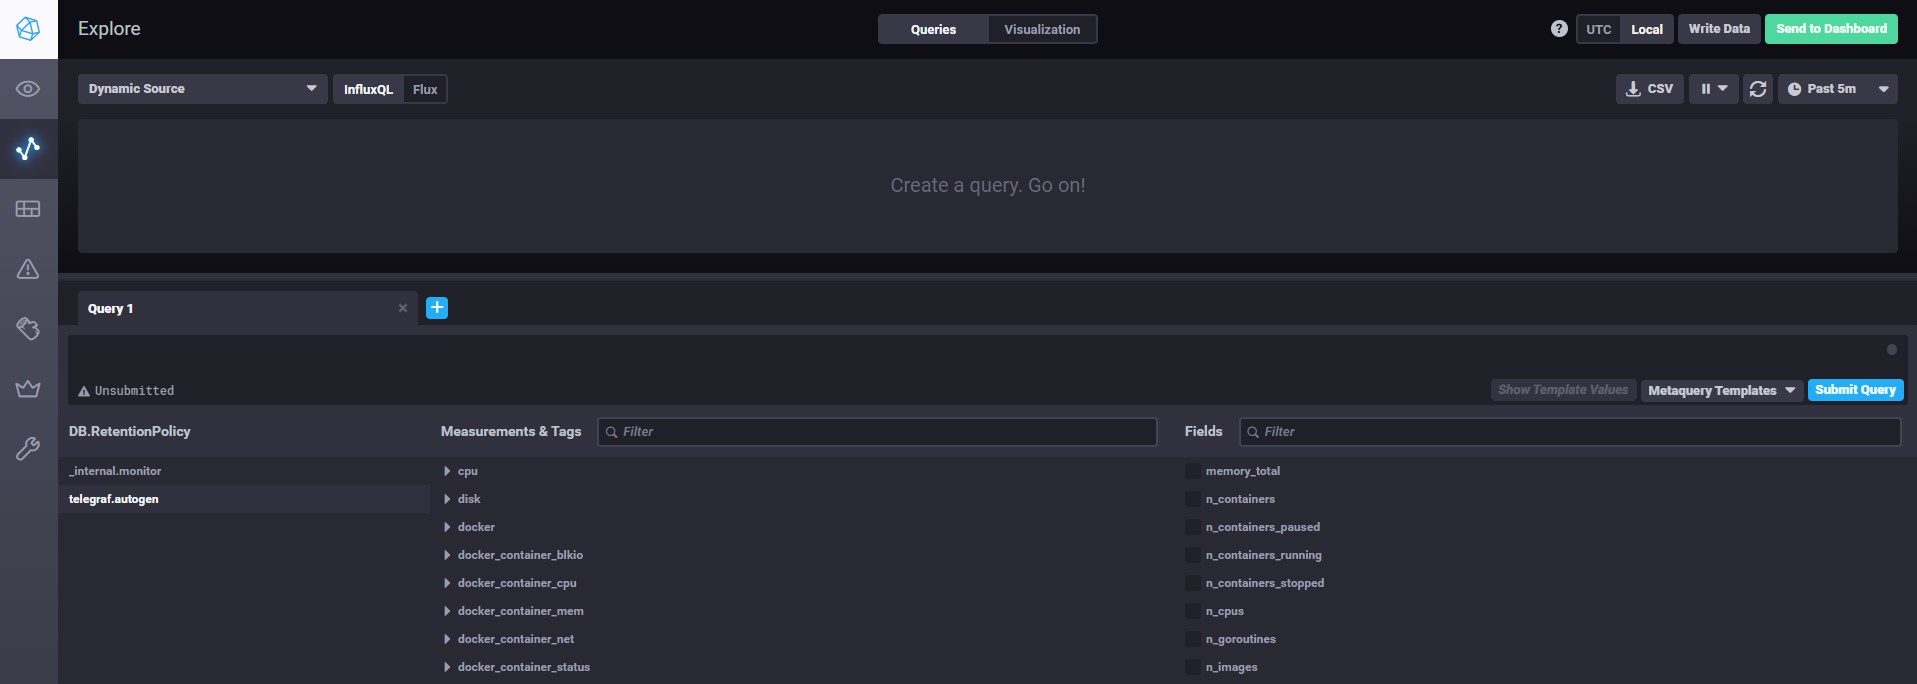 Explore
Queries Visualization
? UTC Local Write Data Send to Dashboard
Dynamic Source InfluxQL Flux
CSV Past 5m
Create a query. Go on!
Query 1
Unsubmitted
Show Template Values Metaquery Templates Submit Query
DB.RetentionPolicy
_internal.monitor
telegraf.autogen
Measurements & Tags Filter
cpu
disk
docker
docker_container_blkio
docker_container_cpu
docker_container_mem
docker_container_net
docker_container_status
Fields Filter
memory_total
n_containers
n_containers_paused
n_containers_running
n_containers_stopped
n_cpus
n_goroutines
n_images